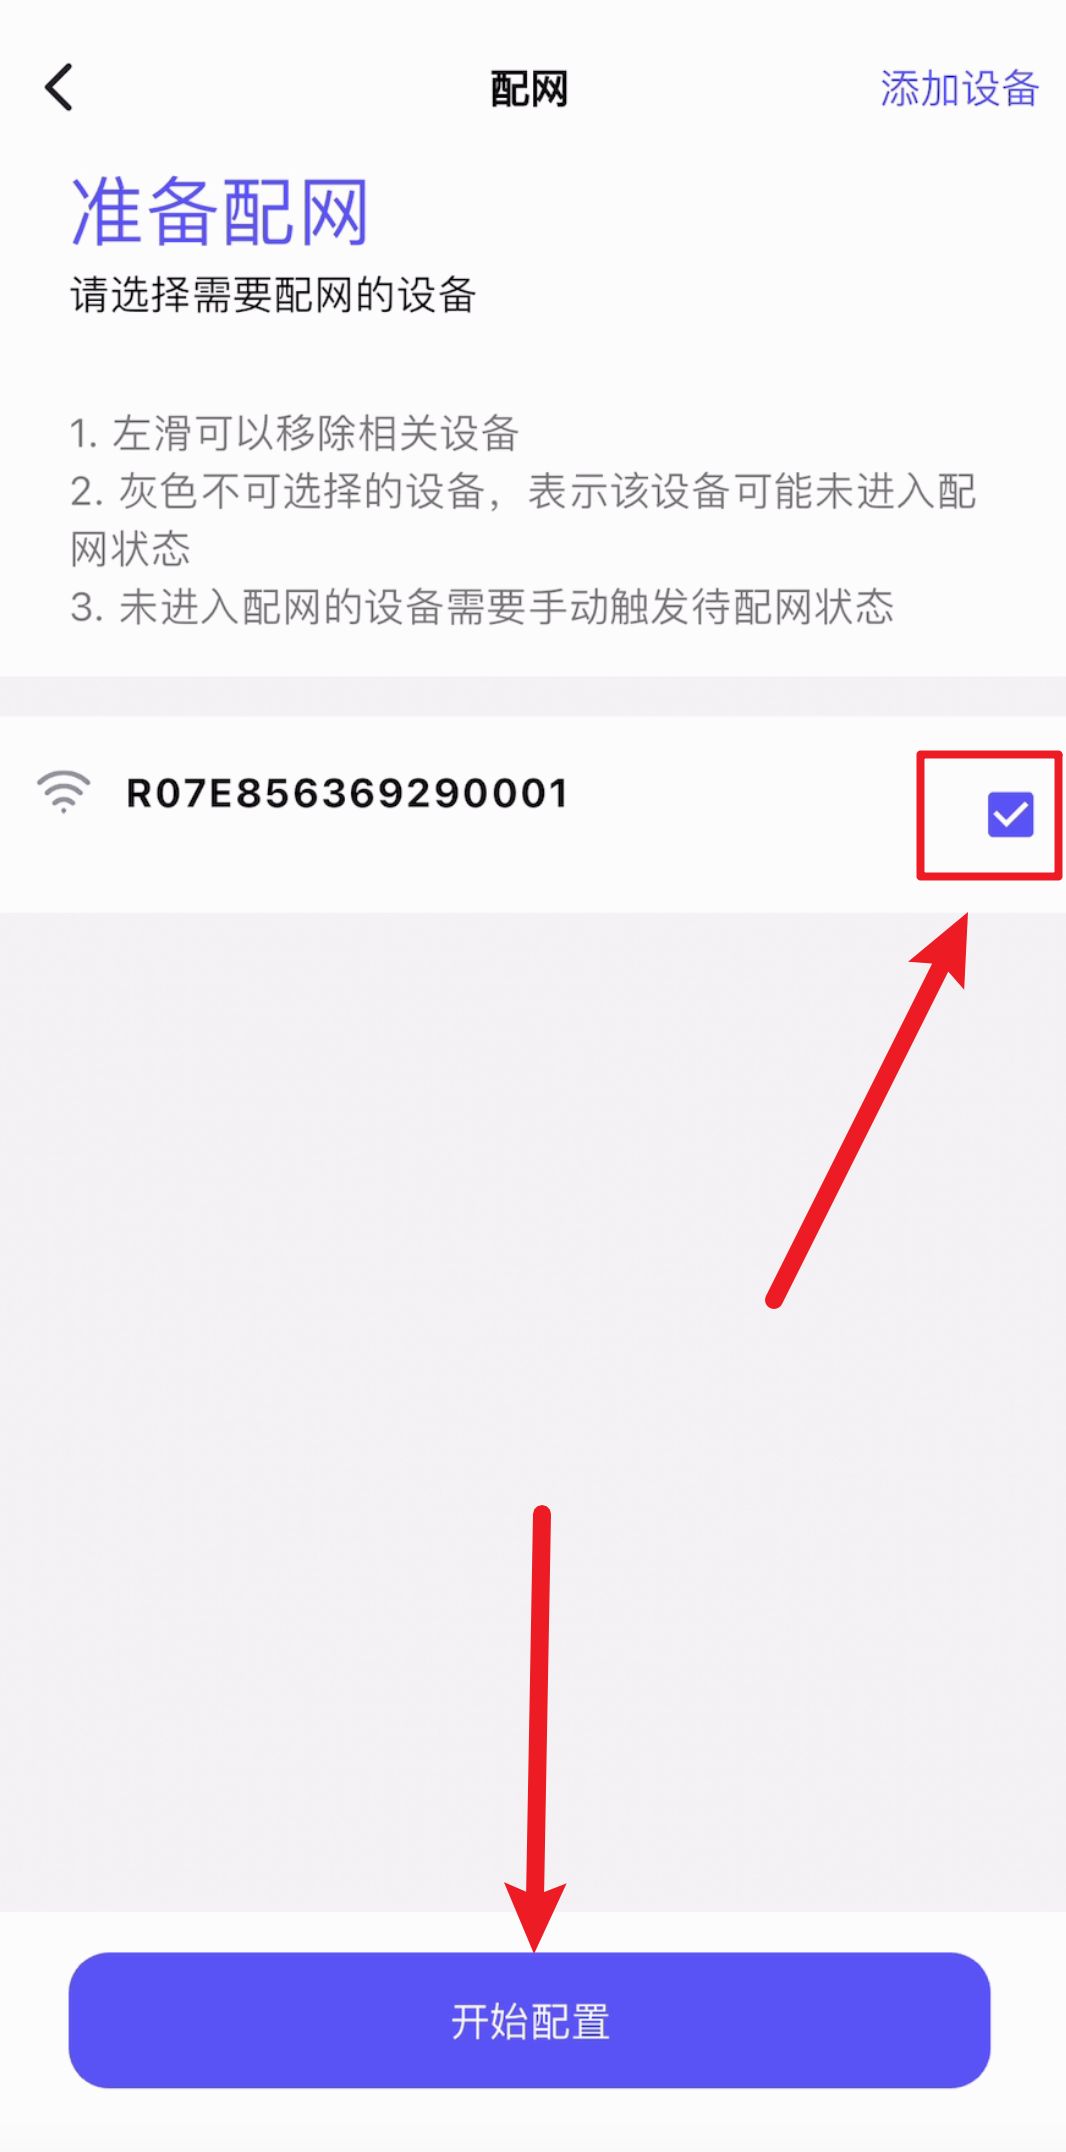 配网
添加设备
准备配网
请选择需要配网的设备
1. 左滑可以移除相关设备
2. 灰色不可选择的设备，表示该设备可能未进入配
网状态
3. 未进入配网的设备需要手动触发待配网状态
R07E856369290001
开始配置